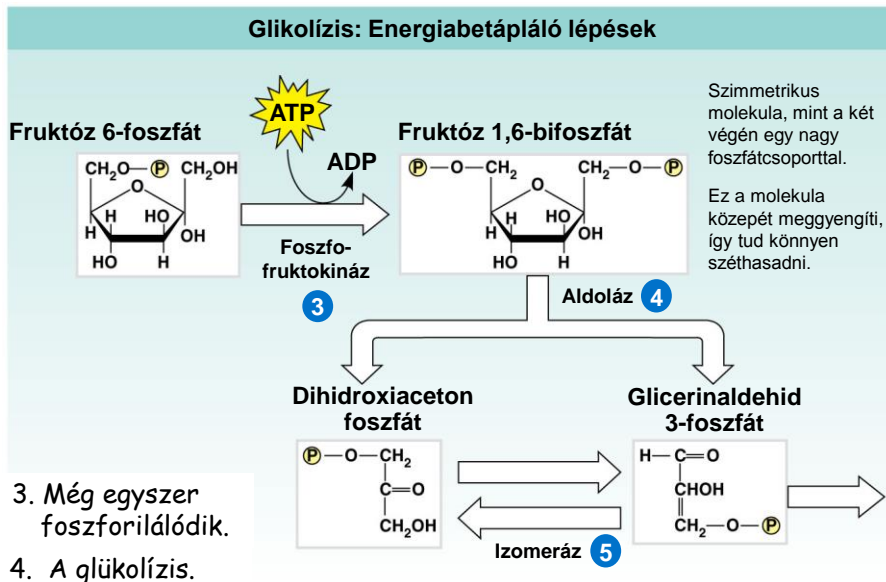 Glikolízis: Energiabetápláló lépések
Fruktóz 6-foszfát
ATP
ADP
Fruktóz 1,6-bifoszfát
Szimmetrikus
molekula, mint a két
végén egy nagy
foszfátcsoporttal.
Ez a molekula
közepét meggyengíti,
így tud könnyen
széthasadni.
CH2O P CH2OH
O
H
H HO
OH
HO H
Foszfo-
fruktokináz
3
P O CH2 CH2 O P
O
H
H HO
OH
HO H
Aldoláz 4
Dihidroxiaceton
foszfát
P O CH2
C=O
CH2OH
Glicerinaldehid
3-foszfát
H C=O
CHOH
CH2 O P
Izomeráz 5
3. Még egyszer
foszforilálódik.
4. A glükolízis.